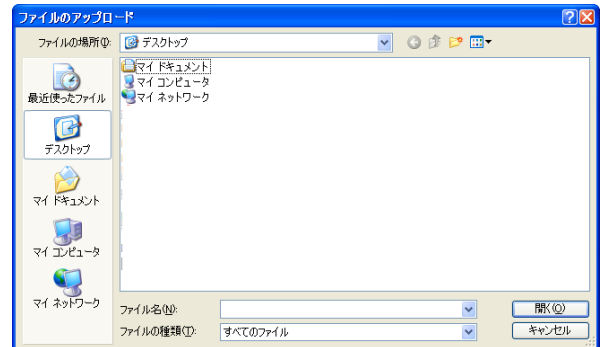 ファイルのアップロード
ファイルの場所(I):
デスクトップ
最近使ったファイル
デスクトップ
マイ ドキュメント
マイ コンピュータ
マイ ネットワーク
マイ ドキュメント
マイ コンピュータ
マイ ネットワーク
ファイル名(N):
開く(O)
ファイルの種類(T):
すべてのファイル
キャンセル